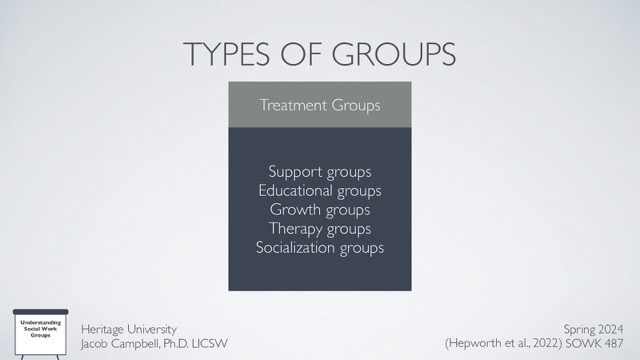 TYPES OF GROUPS
Treatment Groups
Support groups
Educational groups
Growth groups
Therapy groups
Socialization groups
Understanding
Social Work
Groups
Heritage University
Jacob Campbell, Ph.D. LICSW
Spring 2024
(Hepworth et al., 2022) SOWK 487